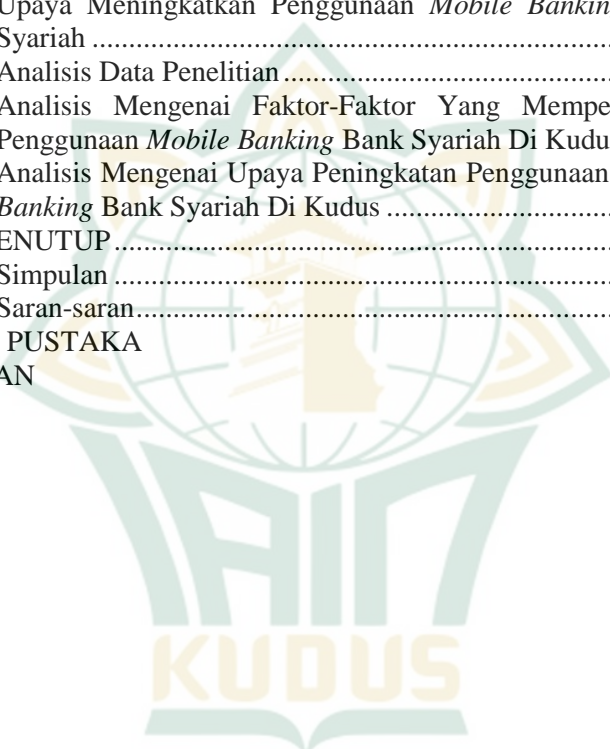 Upaya Meningkatkan Penggunaan Mobile Bankin
Syariah ........................................................................
Analisis Data Penelitian ..............................................
Analisis Mengenai Faktor-Faktor Yang Mempe
Penggunaan Mobile Banking Bank Syariah Di Kudu
Analisis Mengenai Upaya Peningkatan Penggunaan
Banking Bank Syariah Di Kudus ................................
ENUTUP ......................................................................
Simpulan .....................................................................
Saran-saran..................................................................
PUSTAKA
AN
IAIN
KUDUS